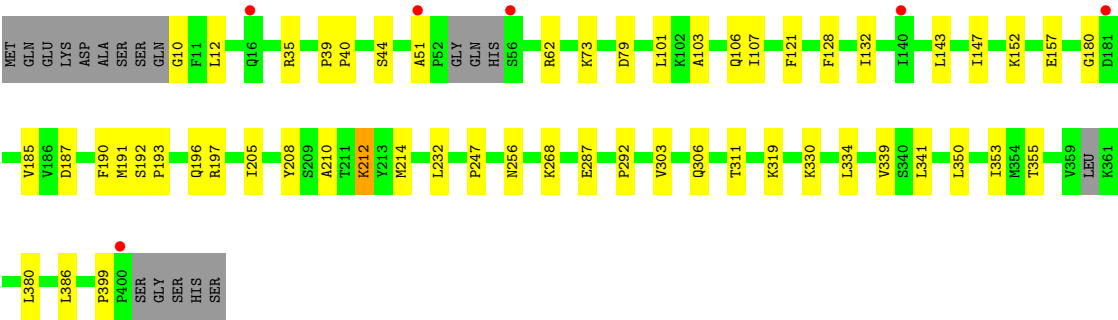 MET GLN GLU LYS ASP ALA SER SER GLN G10 F11 L12 Q16 R35 P39 P40 S44 A51 P52 GLY GLN HIS S56 R62 K73 D79 L101 K102 A103 Q106 I107 F121 F128 I132 I140 L143 I147 K152 E157 G180 D181
V185 V186 D187 F190 M191 S192 P193 Q196 R197 I205 Y208 S209 A210 T211 K212 Y213 M214 L232 P247 N256 K268 E287 P292 V303 Q306 T311 K319 K330 L334 V339 S340 L341 L350 I353 M354 T355 V359 LEU K361
L380 L386 P399 P400 SER GLY SER HIS SER